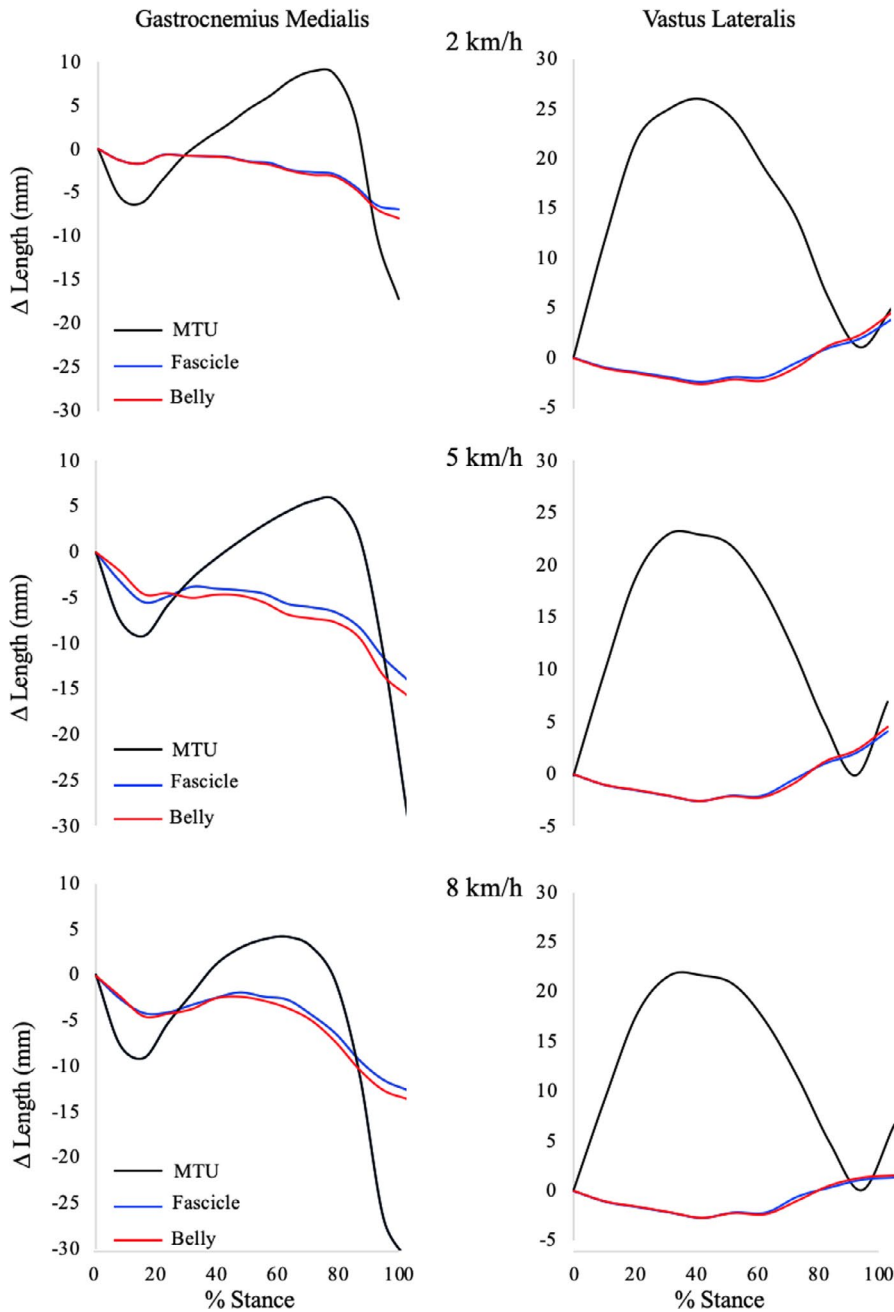 Gastrocnemius Medialis
Vastus Lateralis
2 km/h
10
5
0
-5
-10
-15
-20
-25
-30
Δ Length (mm)
MTU
Fascicle
Belly
30
25
20
15
10
5
0
-5
5 km/h
10
5
0
-5
-10
-15
-20
-25
-30
Δ Length (mm)
MTU
Fascicle
Belly
30
25
20
15
10
5
0
-5
8 km/h
10
5
0
-5
-10
-15
-20
-25
-30
Δ Length (mm)
MTU
Fascicle
Belly
0 20 40 60 80 100
% Stance
30
25
20
15
10
5
0
-5
0 20 40 60 80 100
% Stance